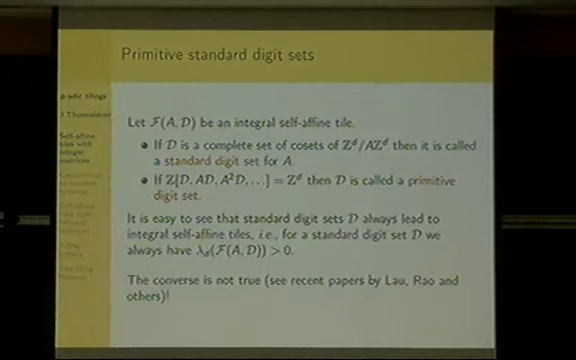 Primitive standard digit sets
p-adic tilings
J Thuswaldner
Self-affine
tiles with
integer
matrices
Let F(A, D) be an integral self-affine tile.
If D is a complete set of cosets of Z^d/AZ^d then it is called
a standard digit set for A.
If Z[D, AD, A²D, . . .] = Z^d then D is called a primitive
digit set.
It is easy to see that standard digit sets D always lead to
integral self-affine tiles, i.e., for a standard digit set D we
always have λ_d(F(A, D)) > 0.
The converse is not true (see recent papers by Lau, Rao and
others)!